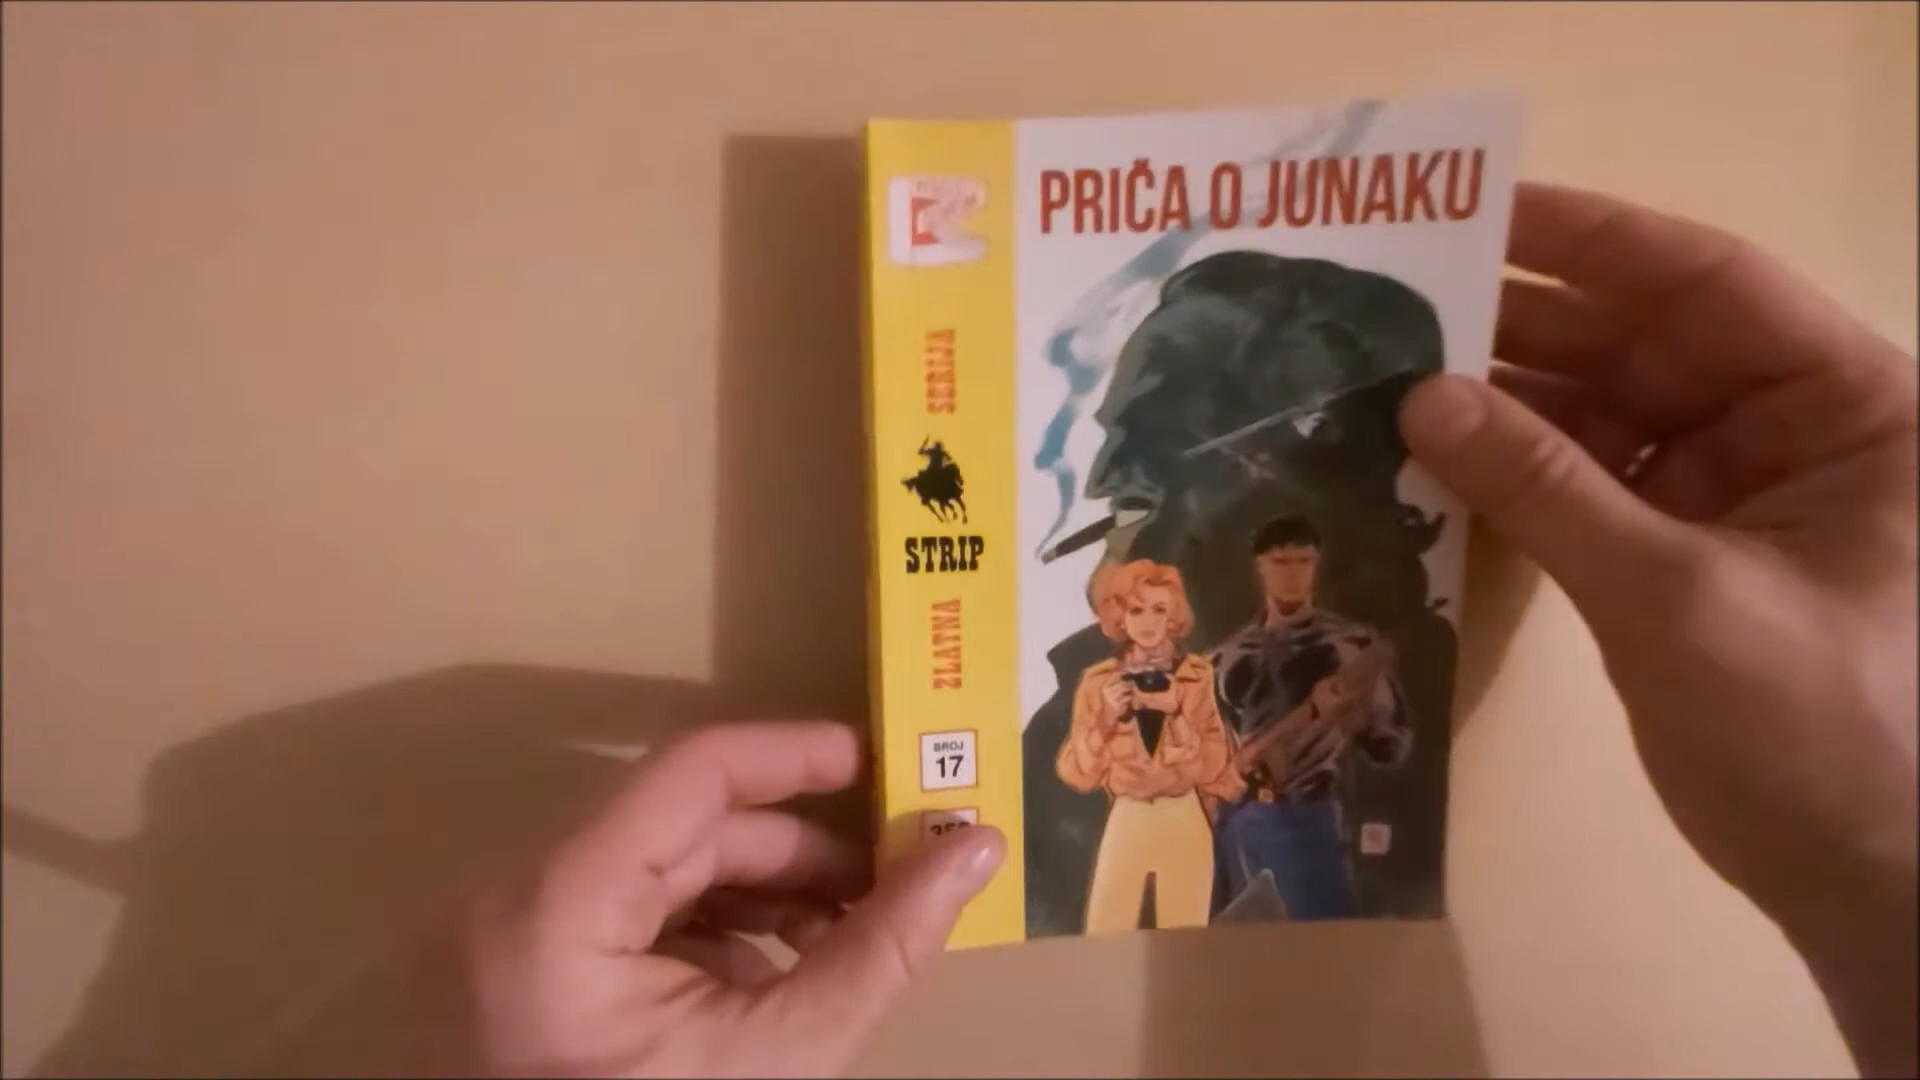 PRIČA O JUNAKU
SERIJA
STRIP
ZLATNA
BROJ
17